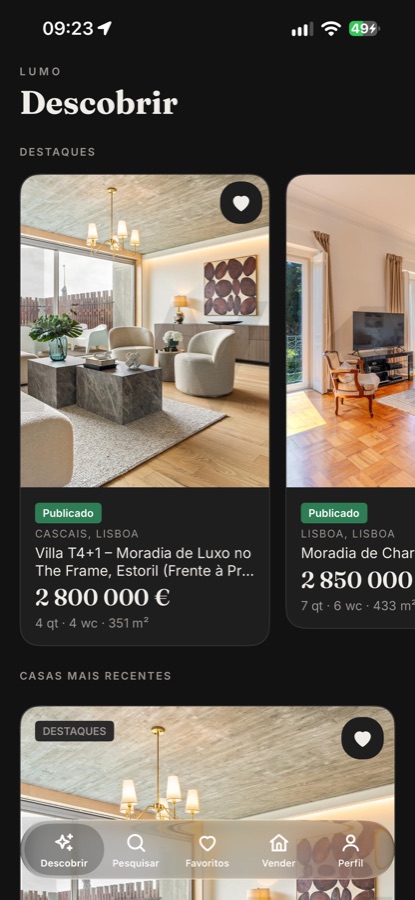 09:23
49
LUMO
Descobrir
DESTAQUES
Publicado
CASCAIS, LISBOA
Villa T4+1 – Moradia de Luxo no
The Frame, Estoril (Frente à Pr...
2 800 000 €
4 qt · 4 wc · 351 m²
Publicado
LISBOA, LISBOA
Moradia de Char
2 850 000
7 qt · 6 wc · 433 m²
CASAS MAIS RECENTES
DESTAQUES
Descobrir
Pesquisar
Favoritos
Vender
Perfil